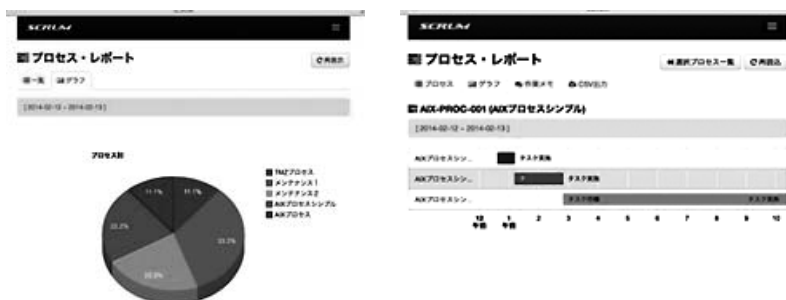 SCRUM
プロセス・レポート
再表示
一覧 グラフ
[2014-02-12 ~ 2014-02-13]
プロセス別
11.1% 11.1%
22.2%
TMZプロセス
メンテナンス1
メンテナンス2
AIXプロセスシンプル
AIXプロセス
SCRUM
プロセス・レポート
選択プロセス一覧 再読込
プロセス グラフ 作業メモ CSV出力
AIX-PROC-001 (AIXプロセスシンプル)
[2014-02-12 ~ 2014-02-13]
AIXプロセスシン... タスク実施
AIXプロセスシン... タスク実施
AIXプロセスシン... タスク待機 タスク実施
12 1 2 3 4 5 6 7 8 9 10
午前 午前